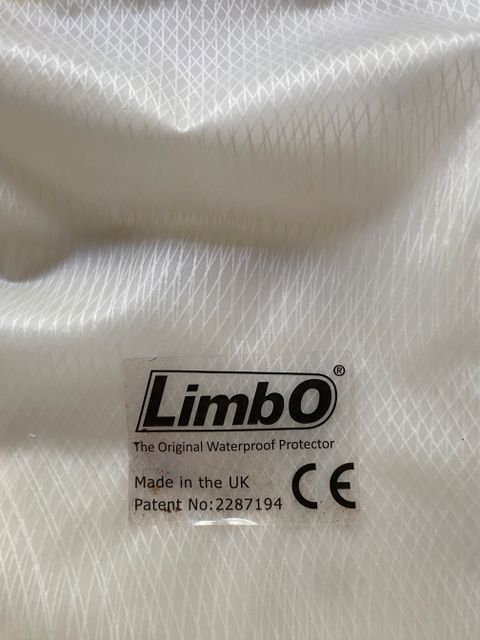 LimbO®
The Original Waterproof Protector
Made in the UK
Patent No:2287194
CE